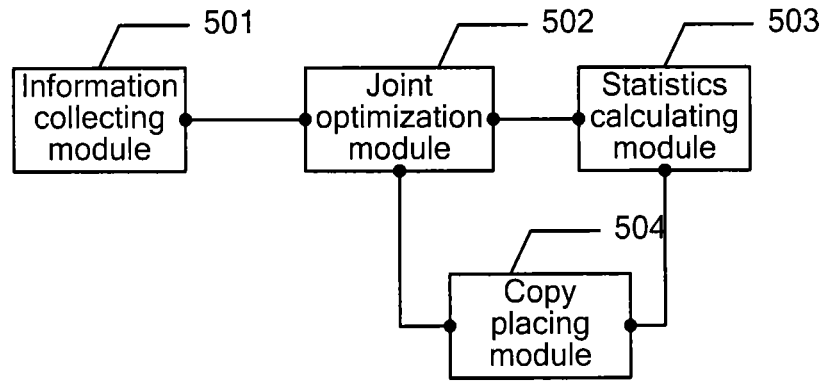 501
502
503
Information
collecting
module
Joint
optimization
module
Statistics
calculating
module
504
Copy
placing
module